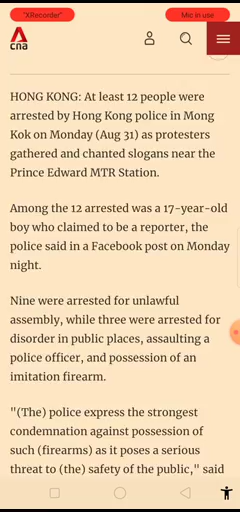 "XRecorder"
Mic in use
cna
HONG KONG: At least 12 people were
arrested by Hong Kong police in Mong
Kok on Monday (Aug 31) as protesters
gathered and chanted slogans near the
Prince Edward MTR Station.
Among the 12 arrested was a 17-year-old
boy who claimed to be a reporter, the
police said in a Facebook post on Monday
night.
Nine were arrested for unlawful
assembly, while three were arrested for
disorder in public places, assaulting a
police officer, and possession of an
imitation firearm.
"(The) police express the strongest
condemnation against possession of
such (firearms) as it poses a serious
threat to (the) safety of the public," said